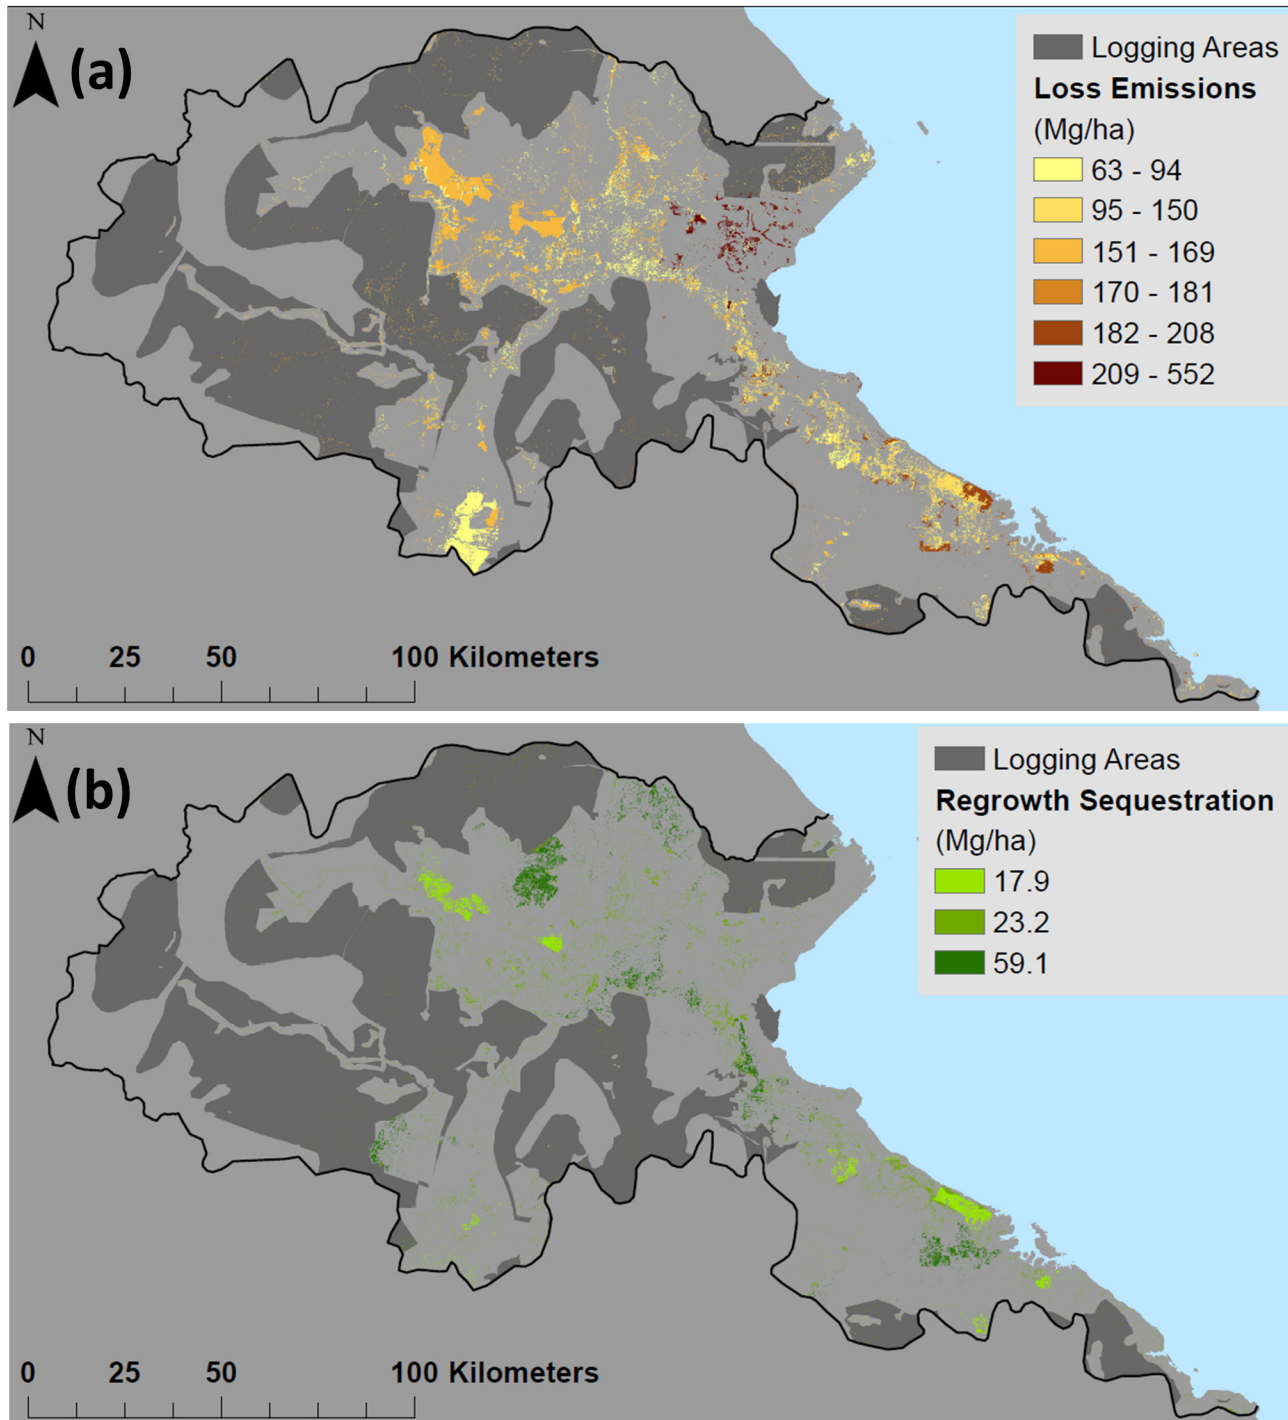 N
(a)
Logging Areas
Loss Emissions
(Mg/ha)
63 - 94
95 - 150
151 - 169
170 - 181
182 - 208
209 - 552
0 25 50 100 Kilometers
N
(b)
Logging Areas
Regrowth Sequestration
(Mg/ha)
17.9
23.2
59.1
0 25 50 100 Kilometers